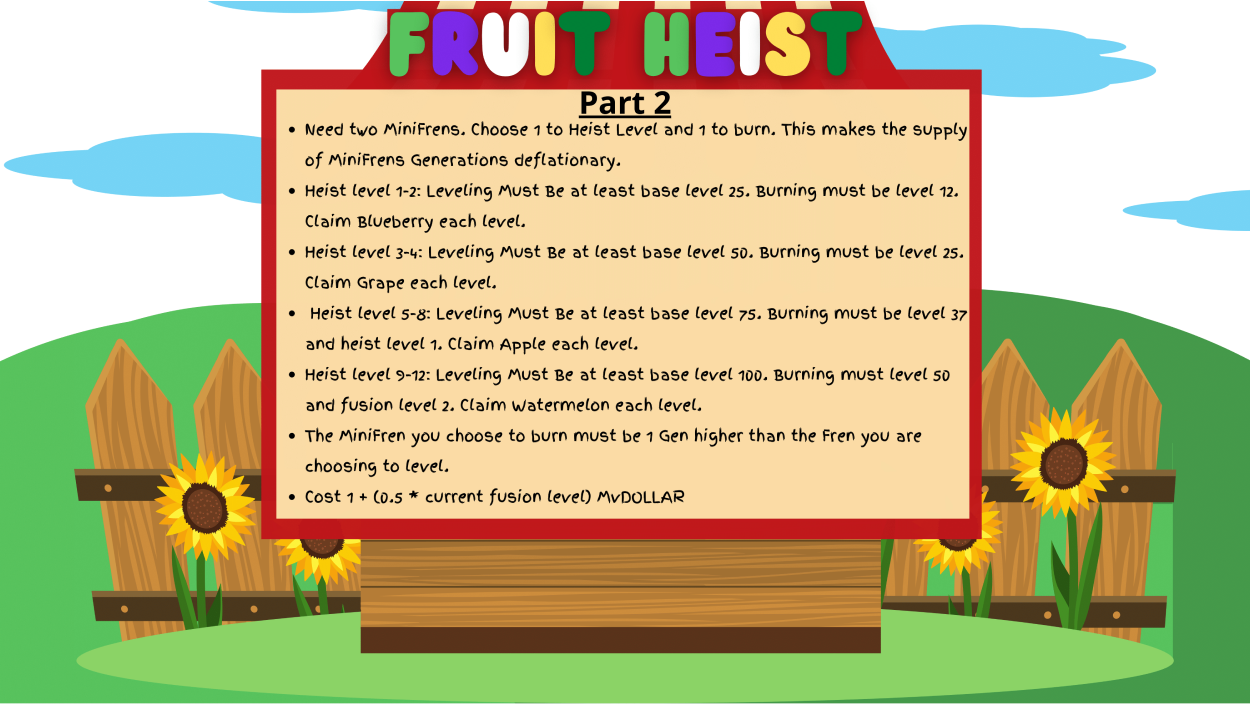 FRUIT HEIST
Part 2
• Need two MiniFrens. Choose 1 to Heist Level and 1 to burn. This makes the supply
of MiniFrens Generations deflationary.
• Heist level 1-2: Leveling Must Be at least base level 25. Burning must be level 12.
Claim Blueberry each level.
• Heist level 3-4: Leveling Must Be at least base level 50. Burning must be level 25.
Claim Grape each level.
• Heist level 5-8: Leveling Must Be at least base level 75. Burning must be level 37
and heist level 1. Claim Apple each level.
• Heist level 9-12: Leveling Must Be at least base level 100. Burning must level 50
and fusion level 2. Claim Watermelon each level.
• The MiniFren you choose to burn must be 1 Gen higher than the Fren you are
choosing to level.
• Cost 1 + (0.5 * current fusion level) MvDOLLAR